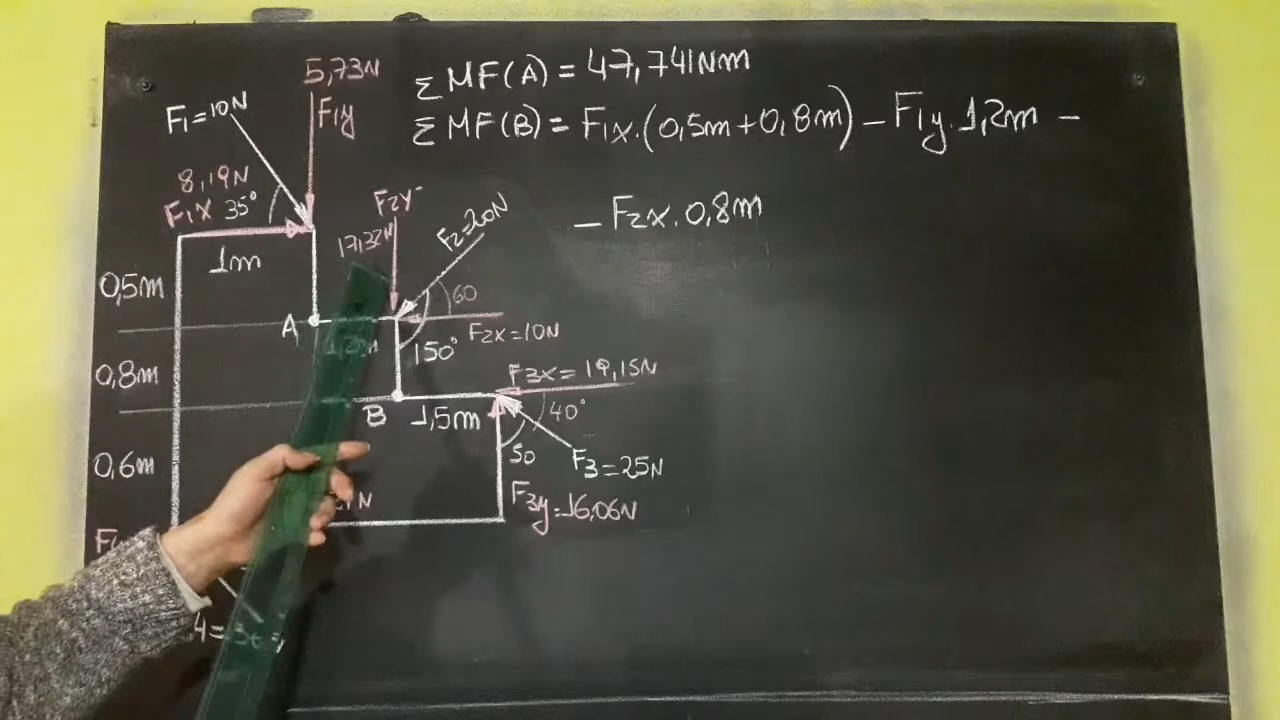 5,73N
ΣMF(A) = 47,741Nm
F1=10N
F1y
ΣMF(B) = F1x.(0,5m+0,8m) - F1y.1,2m -
8,19N
F1x 35°
F2y
F2=20N
- F2x.0,8m
17,32N
1m
0,5m
60
A
F2x=10N
150°
0,8m
F3x=19,15N
B
1,5m
40°
0,6m
50
F3=25N
F3y=16,06N